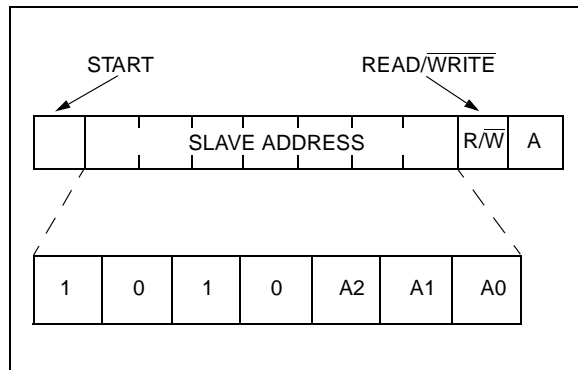 START READ/WRITE
SLAVE ADDRESS R/W A
1 0 1 0 A2 A1 A0